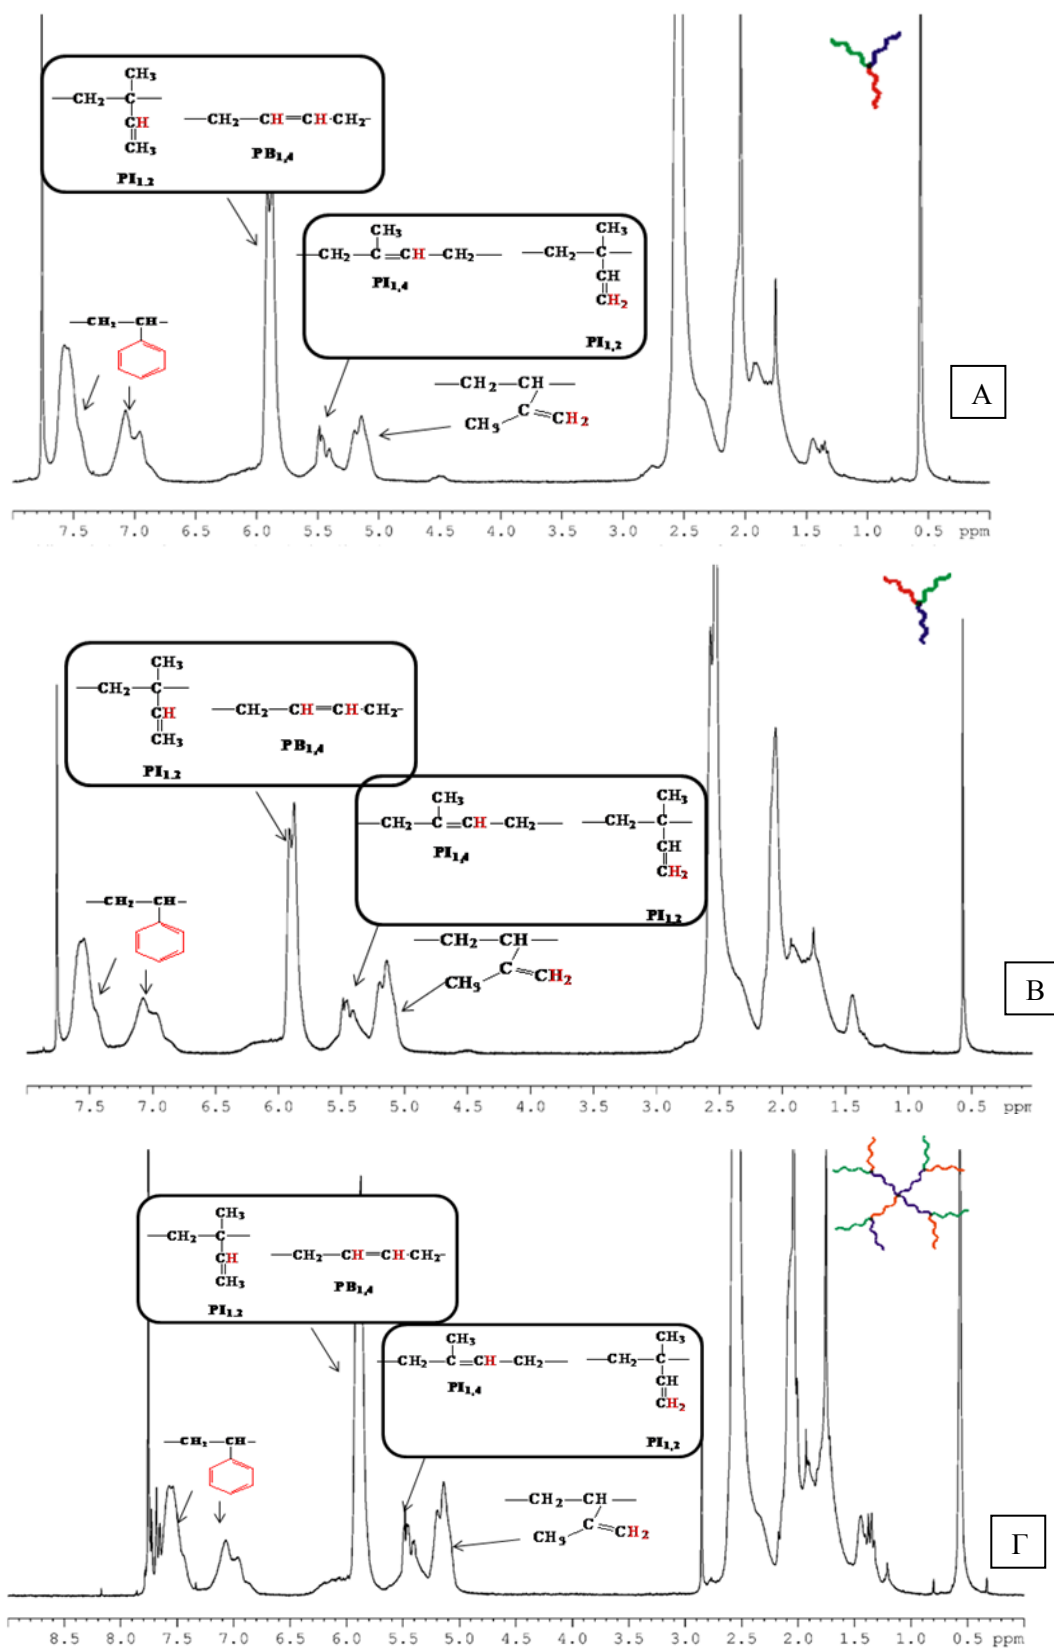 CH₃
—CH₂—C—
CH
CH₃
PI₁,₂
—CH₂—CH=CH-CH₂-
PB₁,₄
CH₃
—CH₂—C=CH—CH₂—
PI₁,₄
CH₃
—CH₂—C—
CH
CH₂
PI₁,₂
—CH₂—CH—
—CH₂—CH—
C=CH₂
CH₃
A
7.5 7.0 6.5 6.0 5.5 5.0 4.5 4.0 3.5 3.0 2.5 2.0 1.5 1.0 0.5 ppm
CH₃
—CH₂—C—
CH
CH₃
PI₁,₂
—CH₂—CH=CH-CH₂-
PB₁,₄
CH₃
—CH₂—C=CH—CH₂—
PI₁,₄
CH₃
—CH₂—C—
CH
CH₂
PI₁,₂
—CH₂—CH—
—CH₂—CH—
C=CH₂
CH₃
B
7.5 7.0 6.5 6.0 5.5 5.0 4.5 4.0 3.5 3.0 2.5 2.0 1.5 1.0 0.5 ppm
CH₃
—CH₂—C—
CH
CH₃
PI₁,₂
—CH₂—CH=CH-CH₂-
PB₁,₄
CH₃
—CH₂—C=CH—CH₂—
PI₁,₄
CH₃
—CH₂—C—
CH
CH₂
PI₁,₂
—CH₂—CH—
—CH₂—CH—
C=CH₂
CH₃
Γ
8.5 8.0 7.5 7.0 6.5 6.0 5.5 5.0 4.5 4.0 3.5 3.0 2.5 2.0 1.5 1.0 0.5 ppm